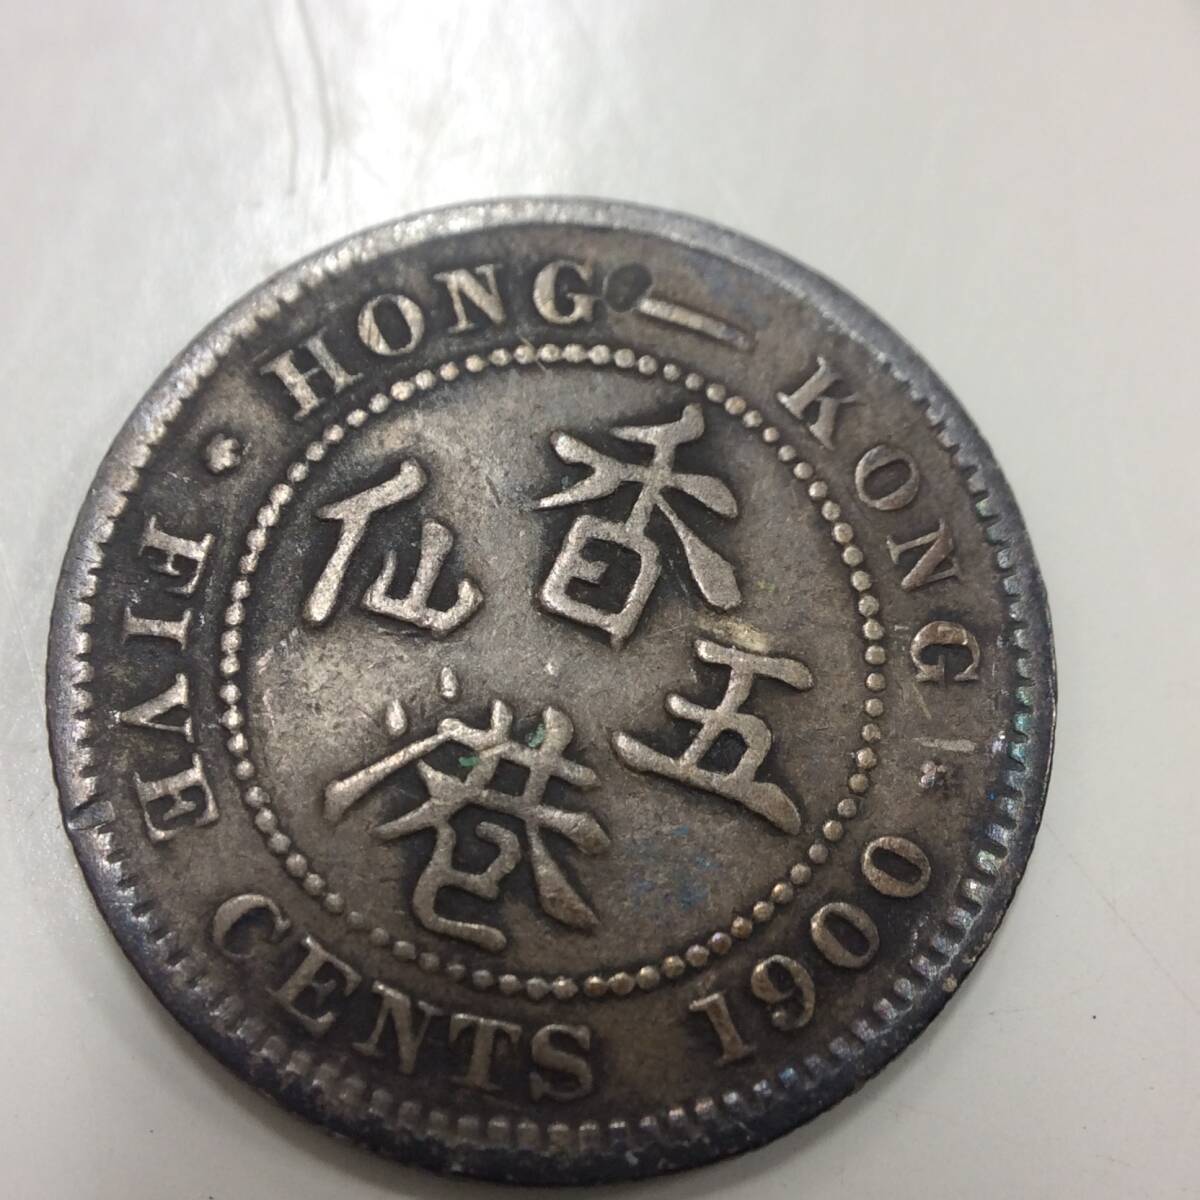 HONG — KONG
FIVE CENTS 1900
香港
五仙